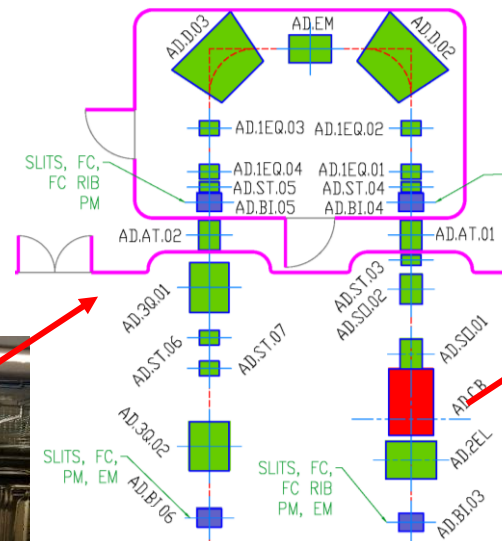 AD.D.03
AD.EM
AD.D.02
AD.1EQ.03
AD.1EQ.02
SLITS, FC,
FC RIB
PM
AD.1EQ.04
AD.ST.05
AD.BI.05
AD.1EQ.01
AD.ST.04
AD.BI.04
AD.AT.02
AD.AT.01
AD.3Q.01
AD.ST.03
AD.SO.02
AD.ST.06
AD.ST.07
AD.SO.01
AD.CB
AD.3Q.02
AD.2EL
SLITS, FC,
PM, EM
AD.BI.06
SLITS, FC,
FC RIB
PM, EM
AD.BI.03